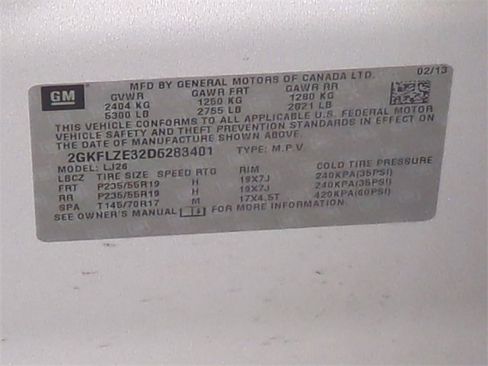 GM
02/13
MFD BY GENERAL MOTORS OF CANADA LTD.
GVWR GAWR FRT GAWR RR
2404 KG 1250 KG 1280 KG
5300 LB 2755 LB 2821 LB
THIS VEHICLE CONFORMS TO ALL APPLICABLE U.S. FEDERAL MOTOR
VEHICLE SAFETY AND THEFT PREVENTION STANDARDS IN EFFECT ON
THE DATE OF MANUFACTURE SHOWN ABOVE.
2GKFLZE32D6283401 TYPE: M.P.V
MODEL: LJ26
LBCZ TIRE SIZE SPEED RTG RIM COLD TIRE PRESSURE
FRT P235/55R19 H 19X7J 240KPA(35PSI)
RR P235/55R19 H 19X7J 240KPA(35PSI)
SPA T145/70R17 M 17X4.5T 420KPA(60PSI)
SEE OWNER'S MANUAL FOR MORE INFORMATION.